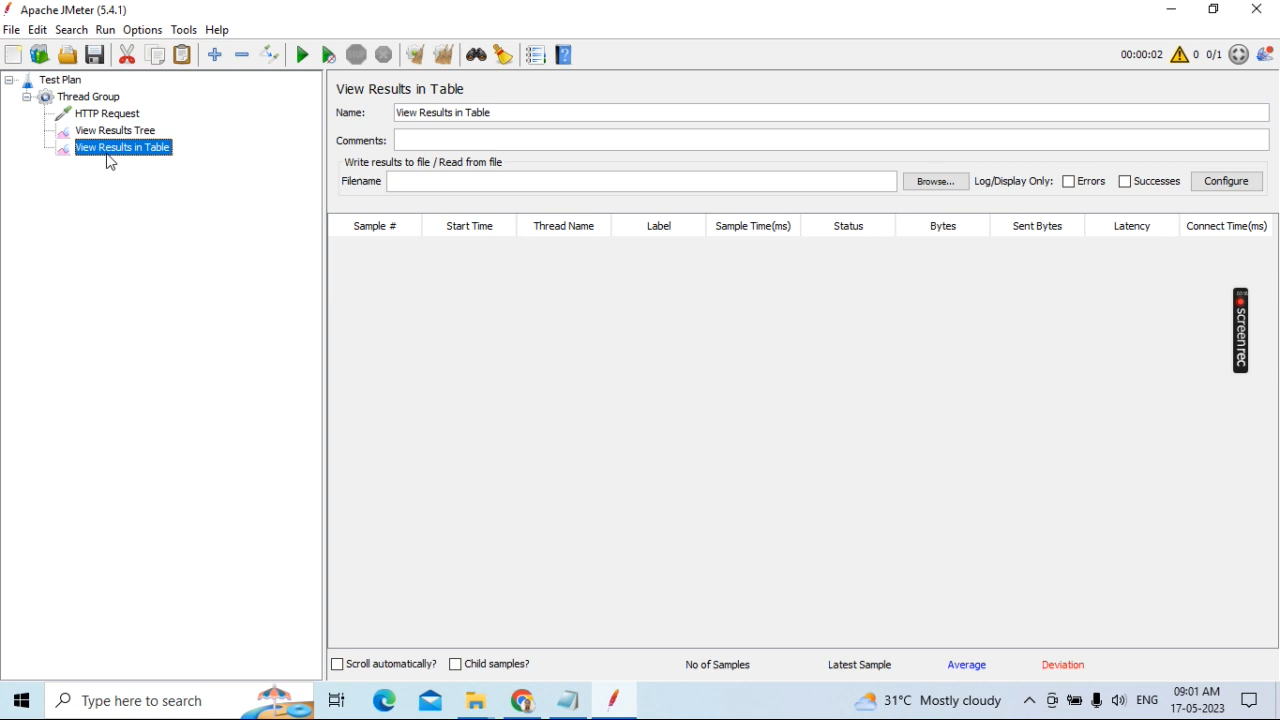 Apache JMeter (5.4.1)
File Edit Search Run Options Tools Help
00:00:02 0 0/1
Test Plan
Thread Group
HTTP Request
View Results Tree
View Results in Table
View Results in Table
Name: View Results in Table
Comments:
Write results to file / Read from file
Filename Browse... Log/Display Only: Errors Successes Configure
Sample # Start Time Thread Name Label Sample Time(ms) Status Bytes Sent Bytes Latency Connect Time(ms)
screenrec
Scroll automatically? Child samples? No of Samples Latest Sample Average Deviation
Type here to search
31°C Mostly cloudy
ENG
09:01 AM
17-05-2023